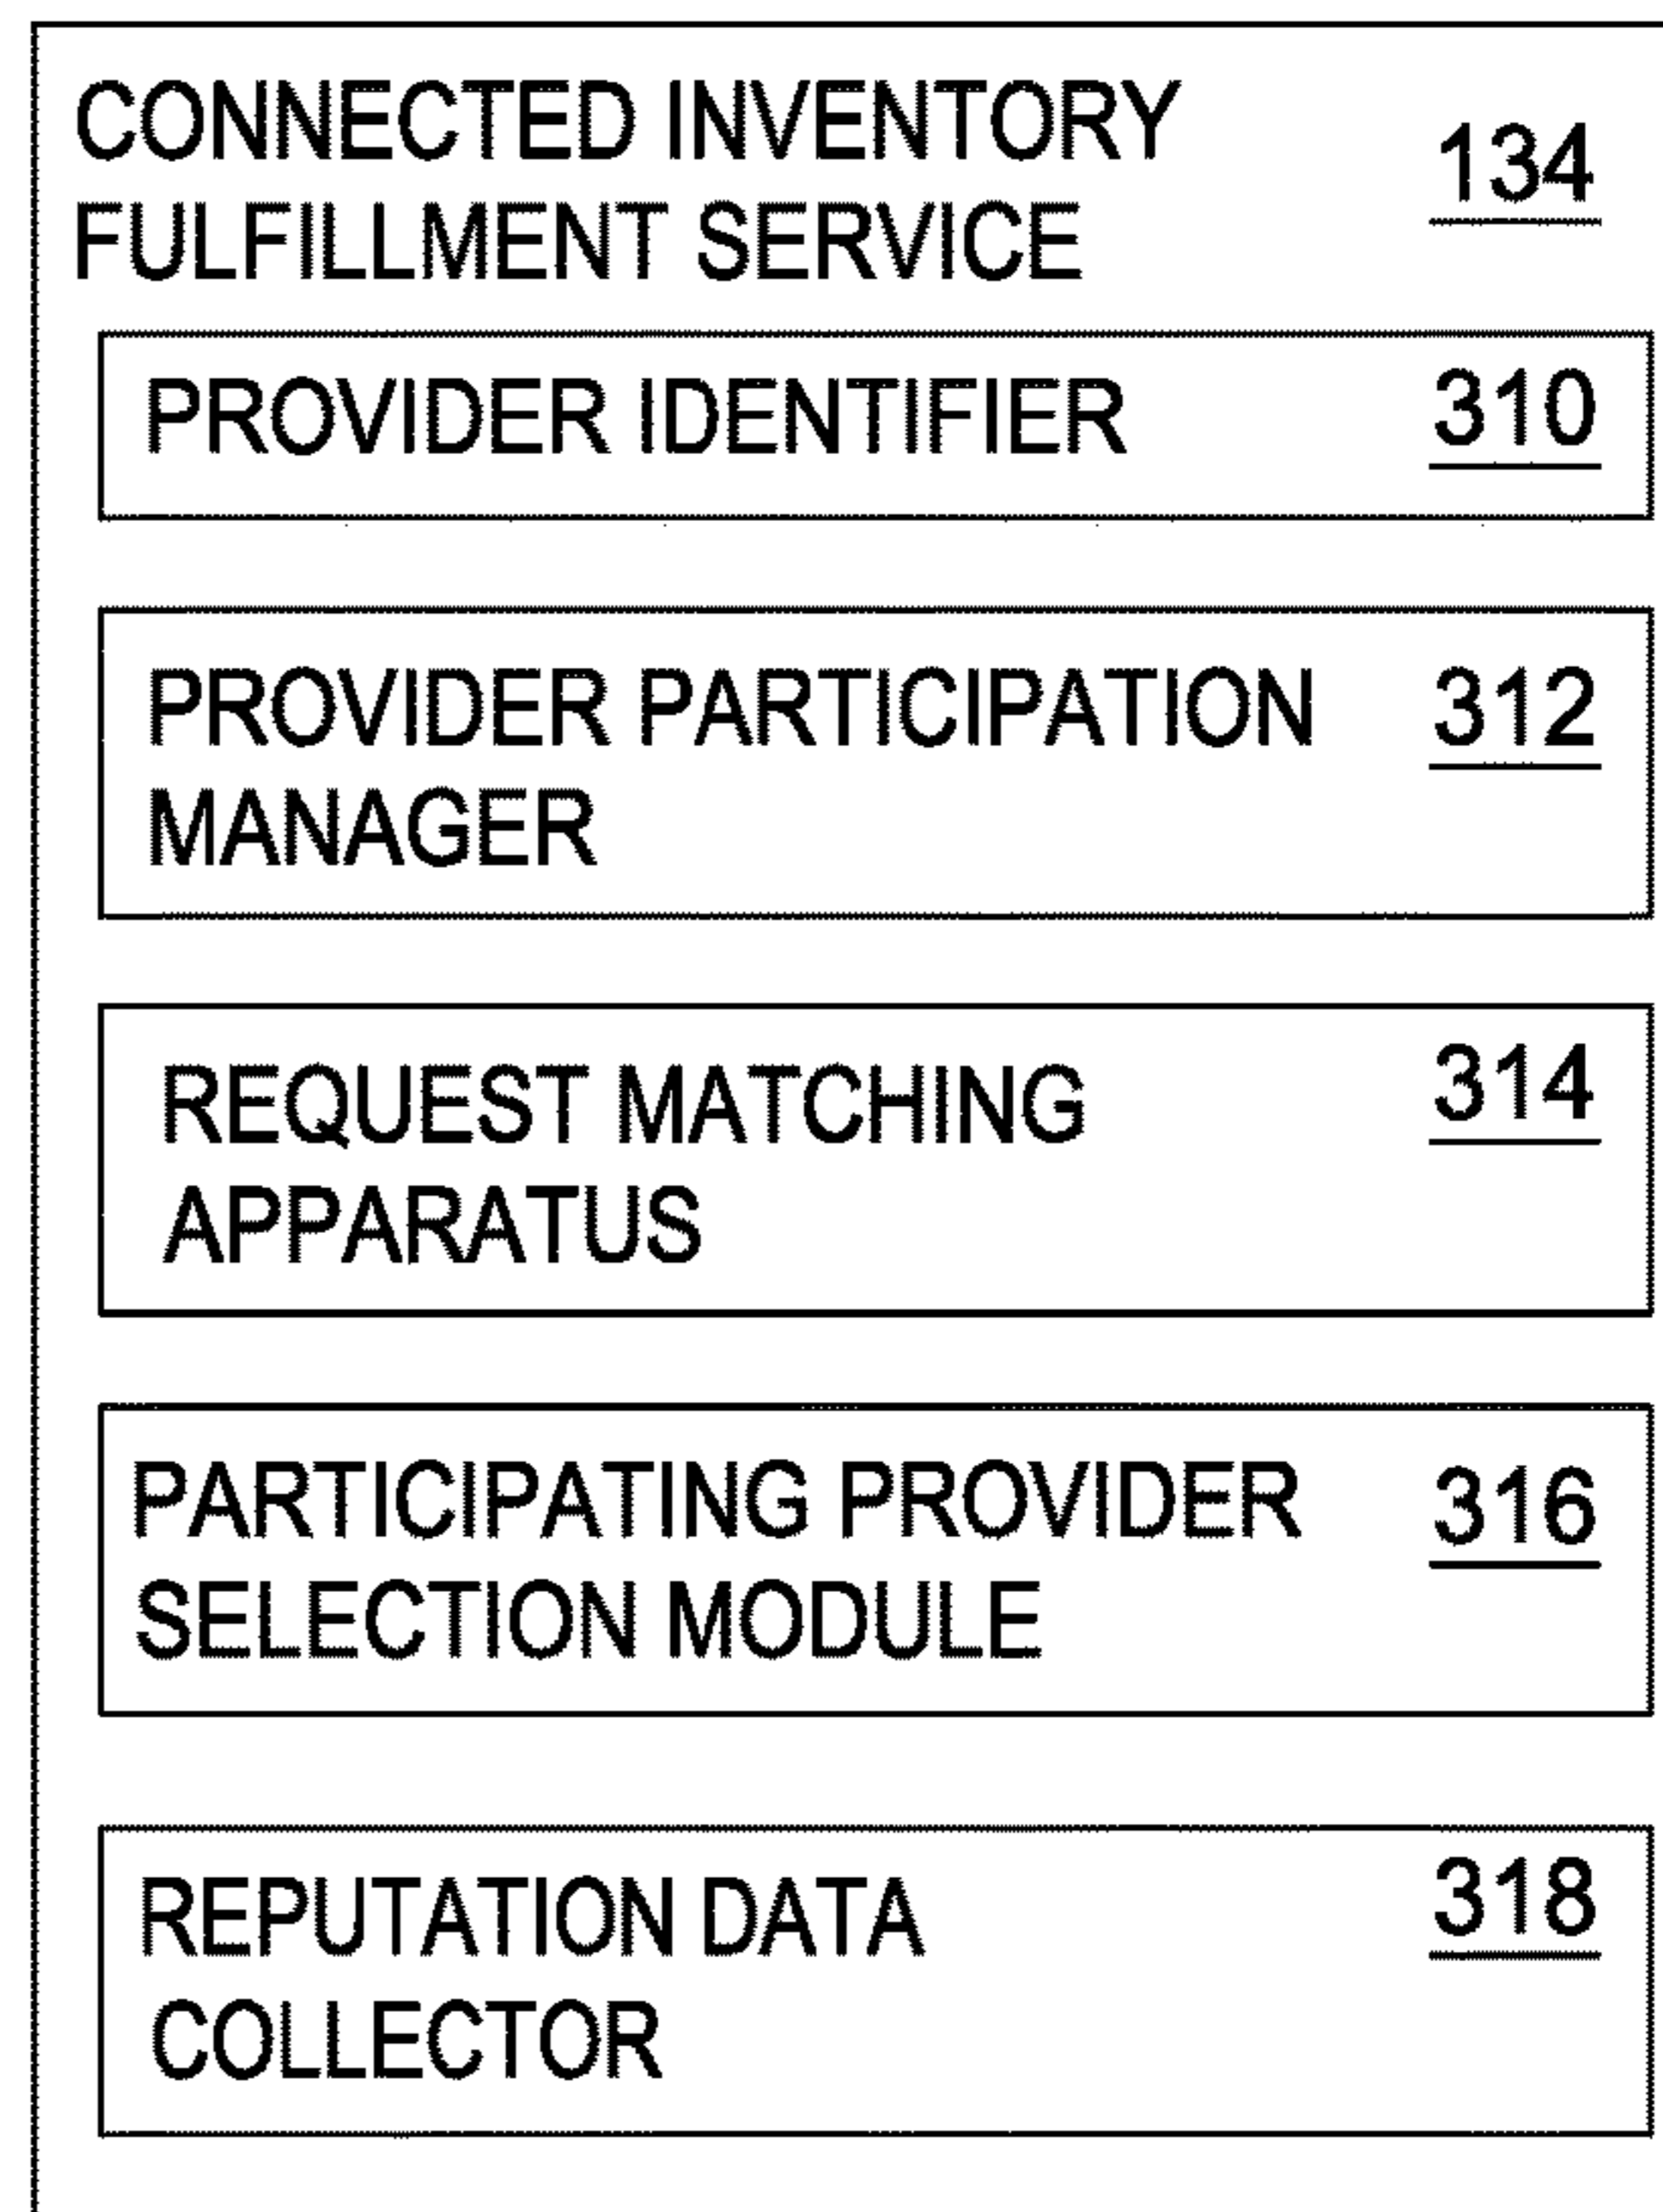 CONNECTED INVENTORY 134
FULFILLMENT SERVICE
PROVIDER IDENTIFIER 310
PROVIDER PARTICIPATION 312
MANAGER
REQUEST MATCHING 314
APPARATUS
PARTICIPATING PROVIDER 316
SELECTION MODULE
REPUTATION DATA 318
COLLECTOR